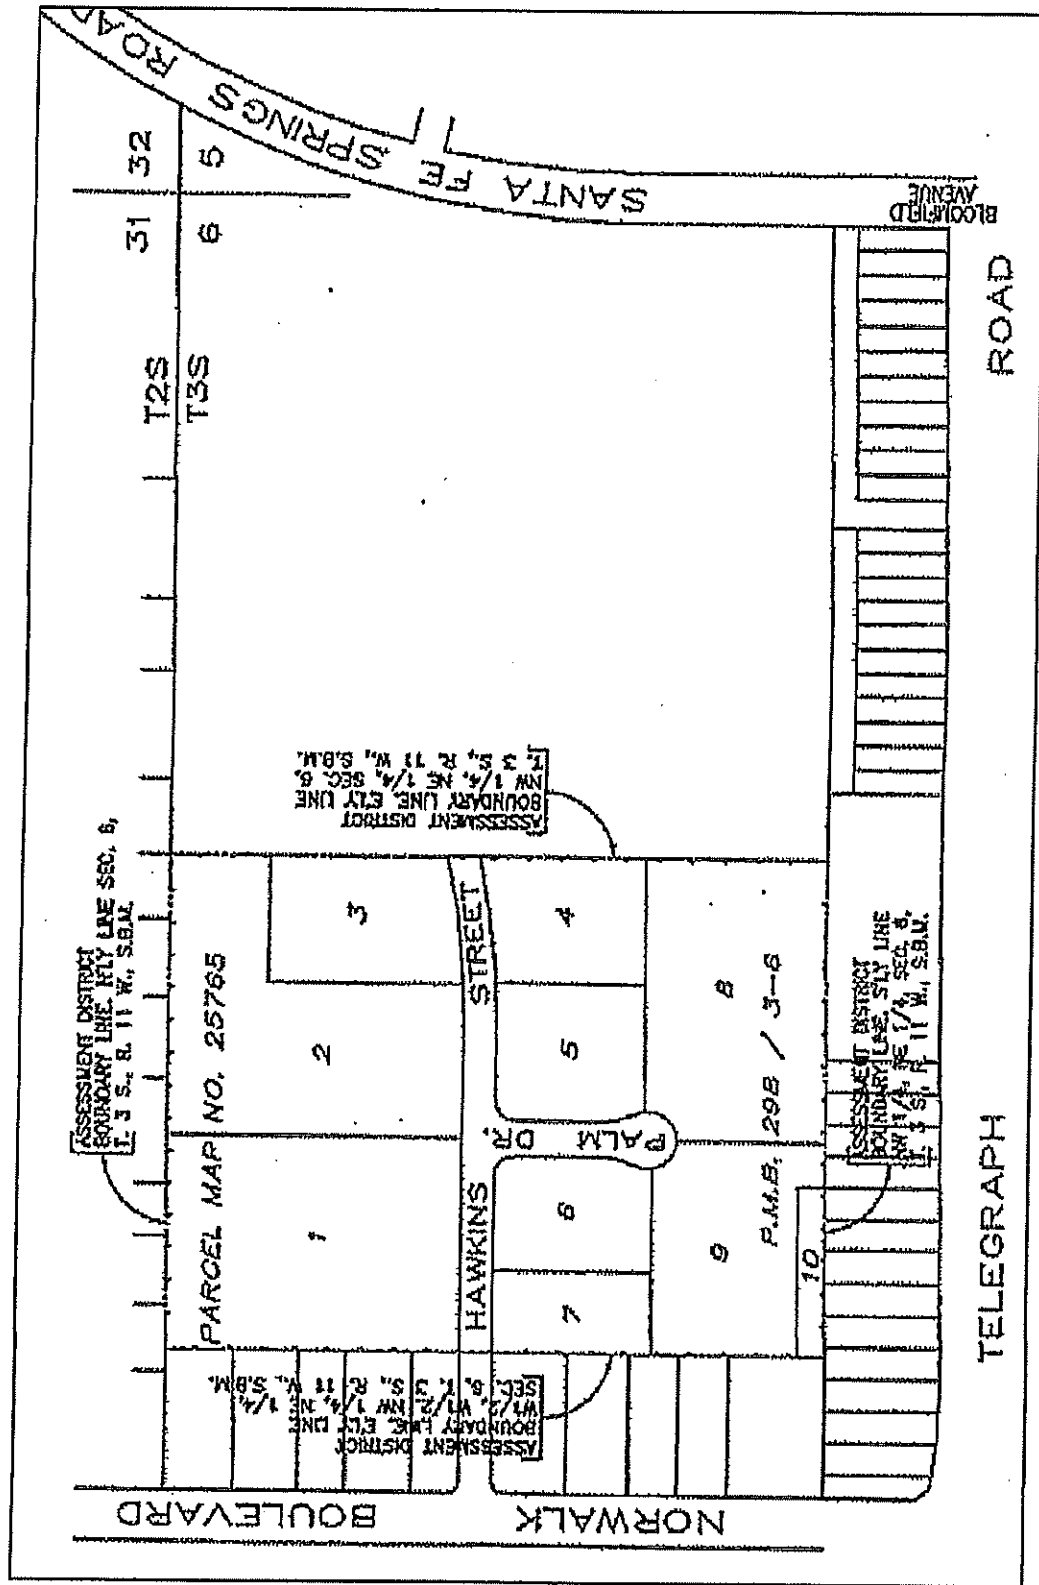 SANTA FE SPRINGS ROAD
31
32
6
5
T2S
T3S
ASSESSMENT DISTRICT
BOUNDARY LINE, N'LY LINE SEC. 6,
T. 3 S., R. 11 W., S.B.M.
PARCEL MAP NO. 25765
1
2
3
HAWKINS STREET
ASSESSMENT DISTRICT
BOUNDARY LINE, E'LY LINE
NW 1/4, NE 1/4, SEC. 6,
T. 3 S., R. 11 W., S.B.M.
4
5
PALM DR.
6
7
8
9
10
P.M.B. 298 / 3-6
ASSESSMENT DISTRICT
BOUNDARY LINE, E'LY LINE
W1/2, W1/2, NW 1/4, NE 1/4,
SEC. 6, T. 3 S., R. 11 W., S.B.M.
ASSESSMENT DISTRICT
BOUNDARY LINE, S'LY LINE
NW 1/4, NE 1/4, SEC. 6,
T. 3 S., R. 11 W., S.B.M.
NORWALK BOULEVARD
BLOOMFIELD
AVENUE
TELEGRAPH ROAD